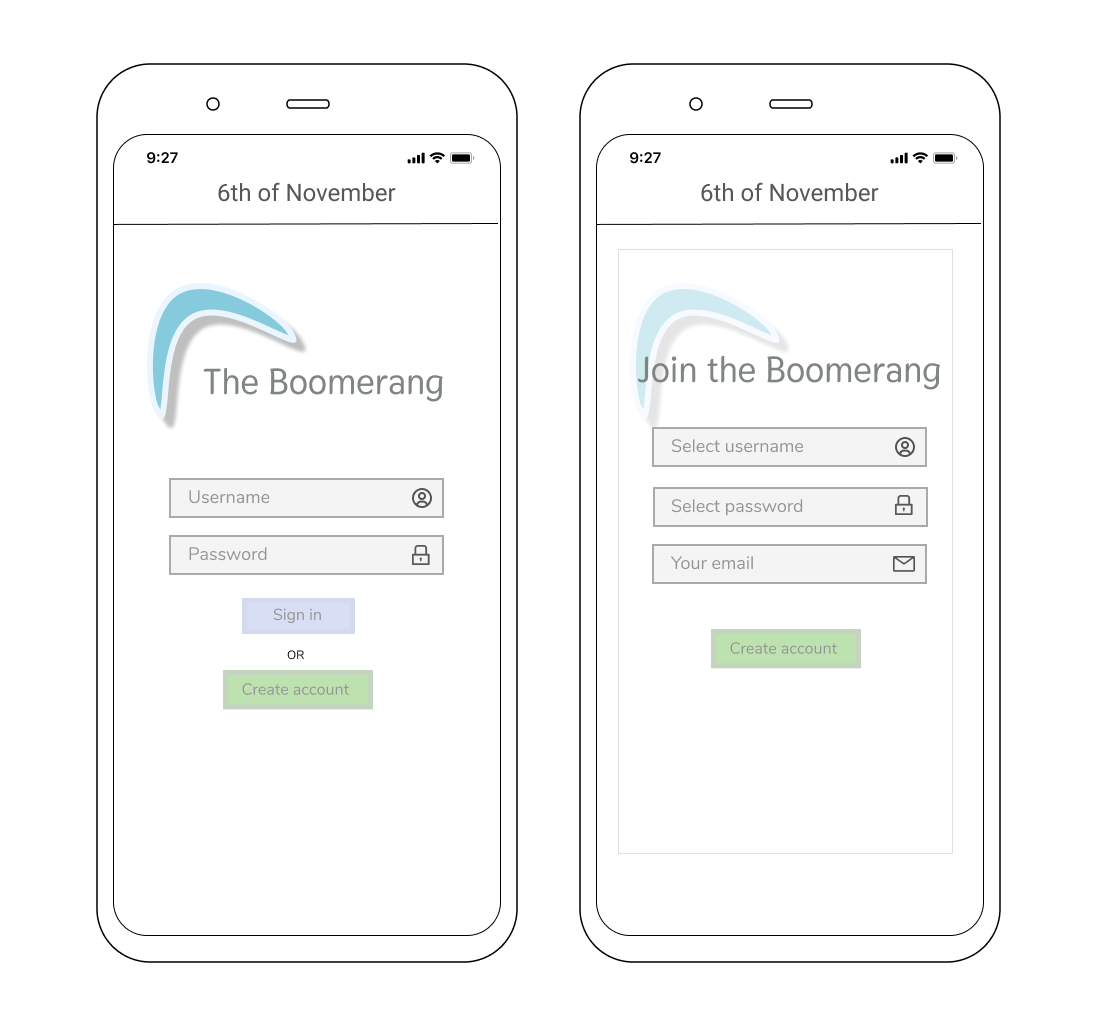 9:27
6th of November
The Boomerang
Username
Password
Sign in
OR
Create account
9:27
6th of November
Join the Boomerang
Select username
Select password
Your email
Create account